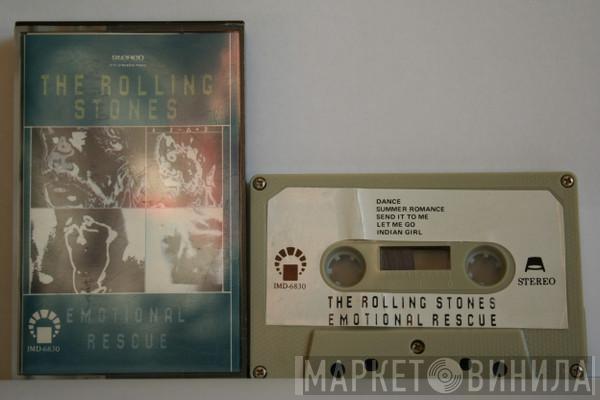 STEREO
THE ROLLING
STONES
EMOTIONAL
RESCUE
IMD-6830
DANCE
SUMMER ROMANCE
SEND IT TO ME
LET ME GO
INDIAN GIRL
IMD-6830
STEREO
THE ROLLING STONES
EMOTIONAL RESCUE
МАРКЕТ ВИНИЛА